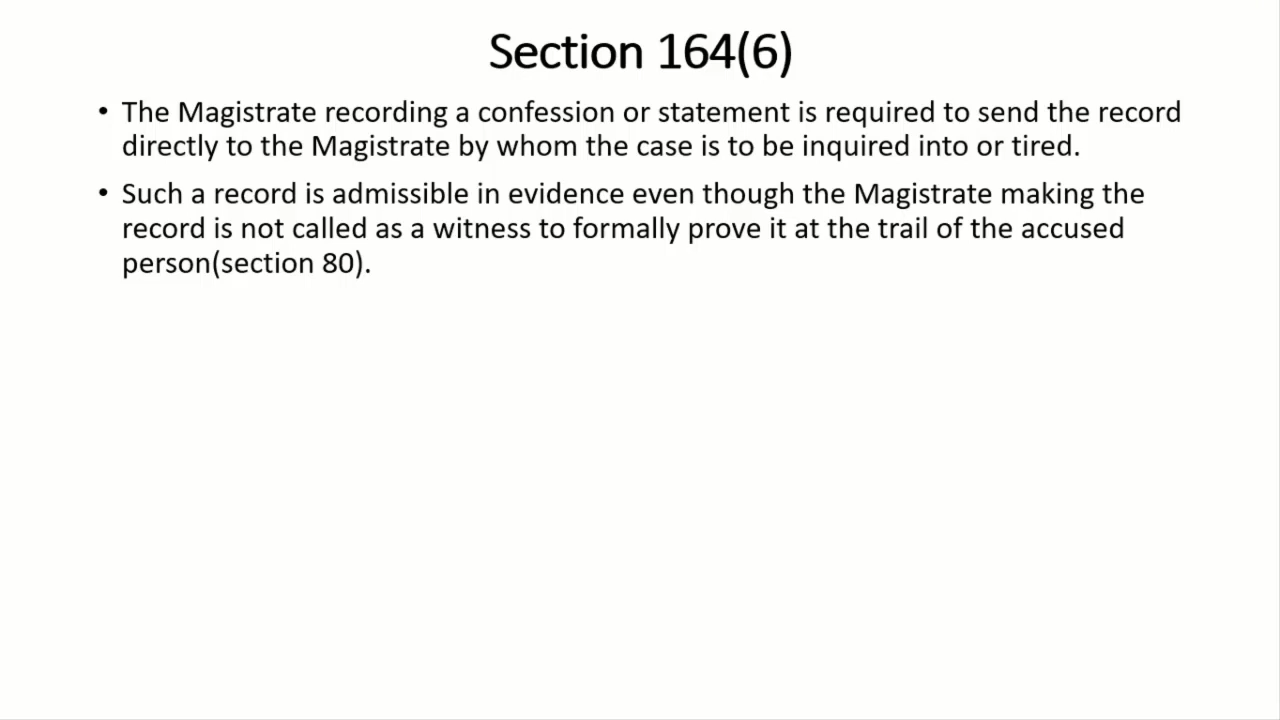 Section 164(6)
• The Magistrate recording a confession or statement is required to send the record
directly to the Magistrate by whom the case is to be inquired into or tired.
• Such a record is admissible in evidence even though the Magistrate making the
record is not called as a witness to formally prove it at the trail of the accused
person(section 80).